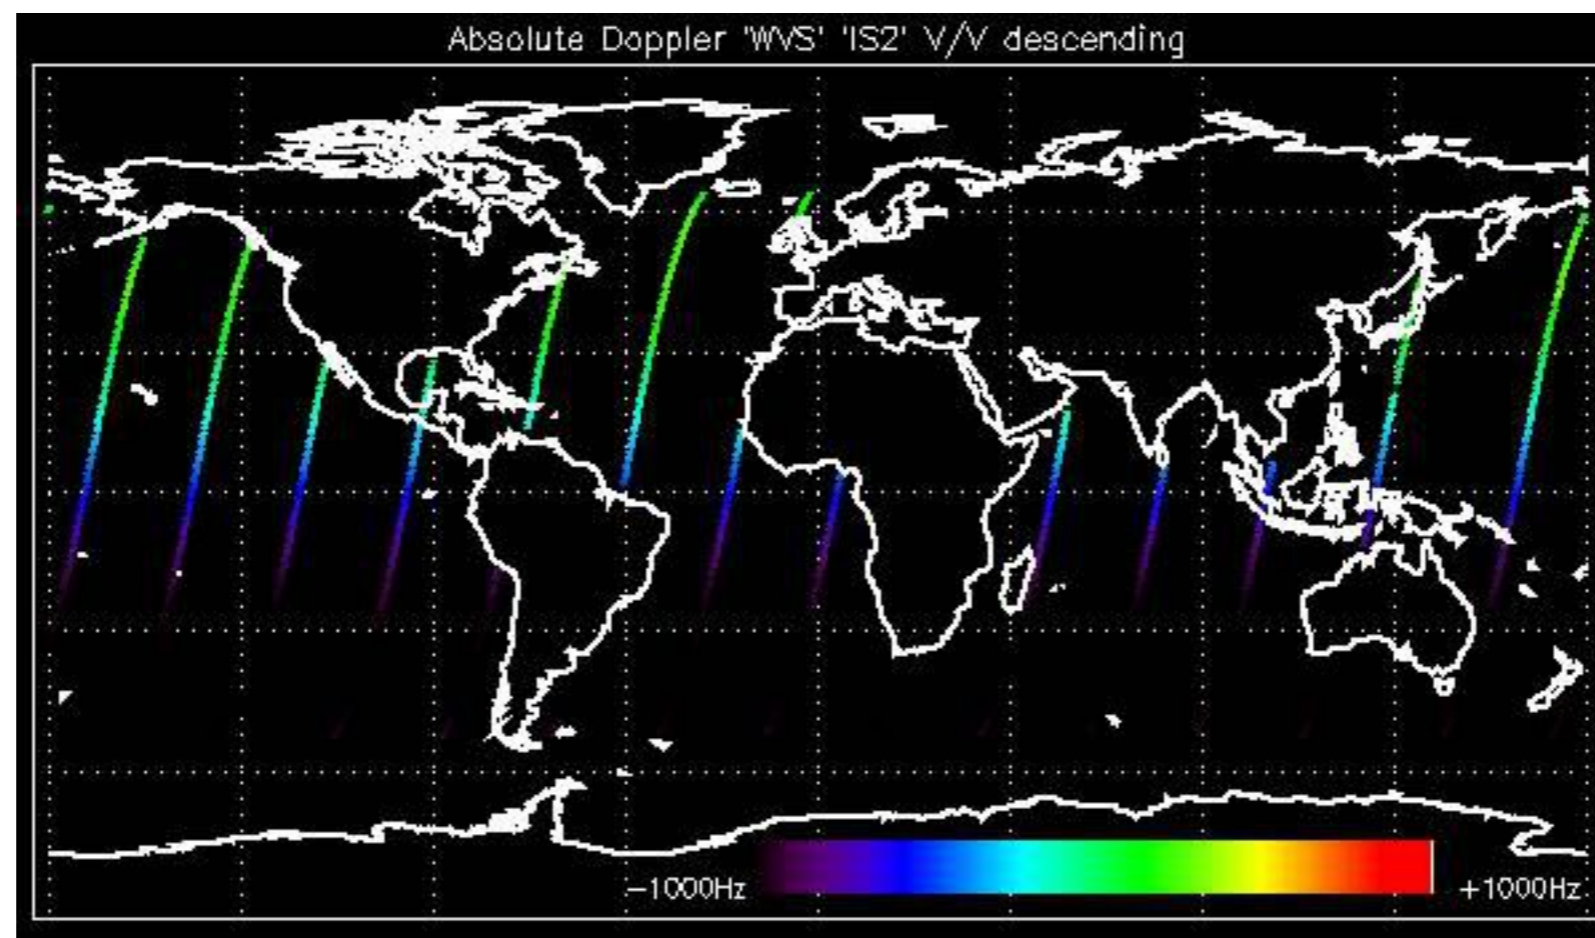 Absolute Doppler 'WVS' 'IS2' V/V descending
−1000Hz
+1000Hz